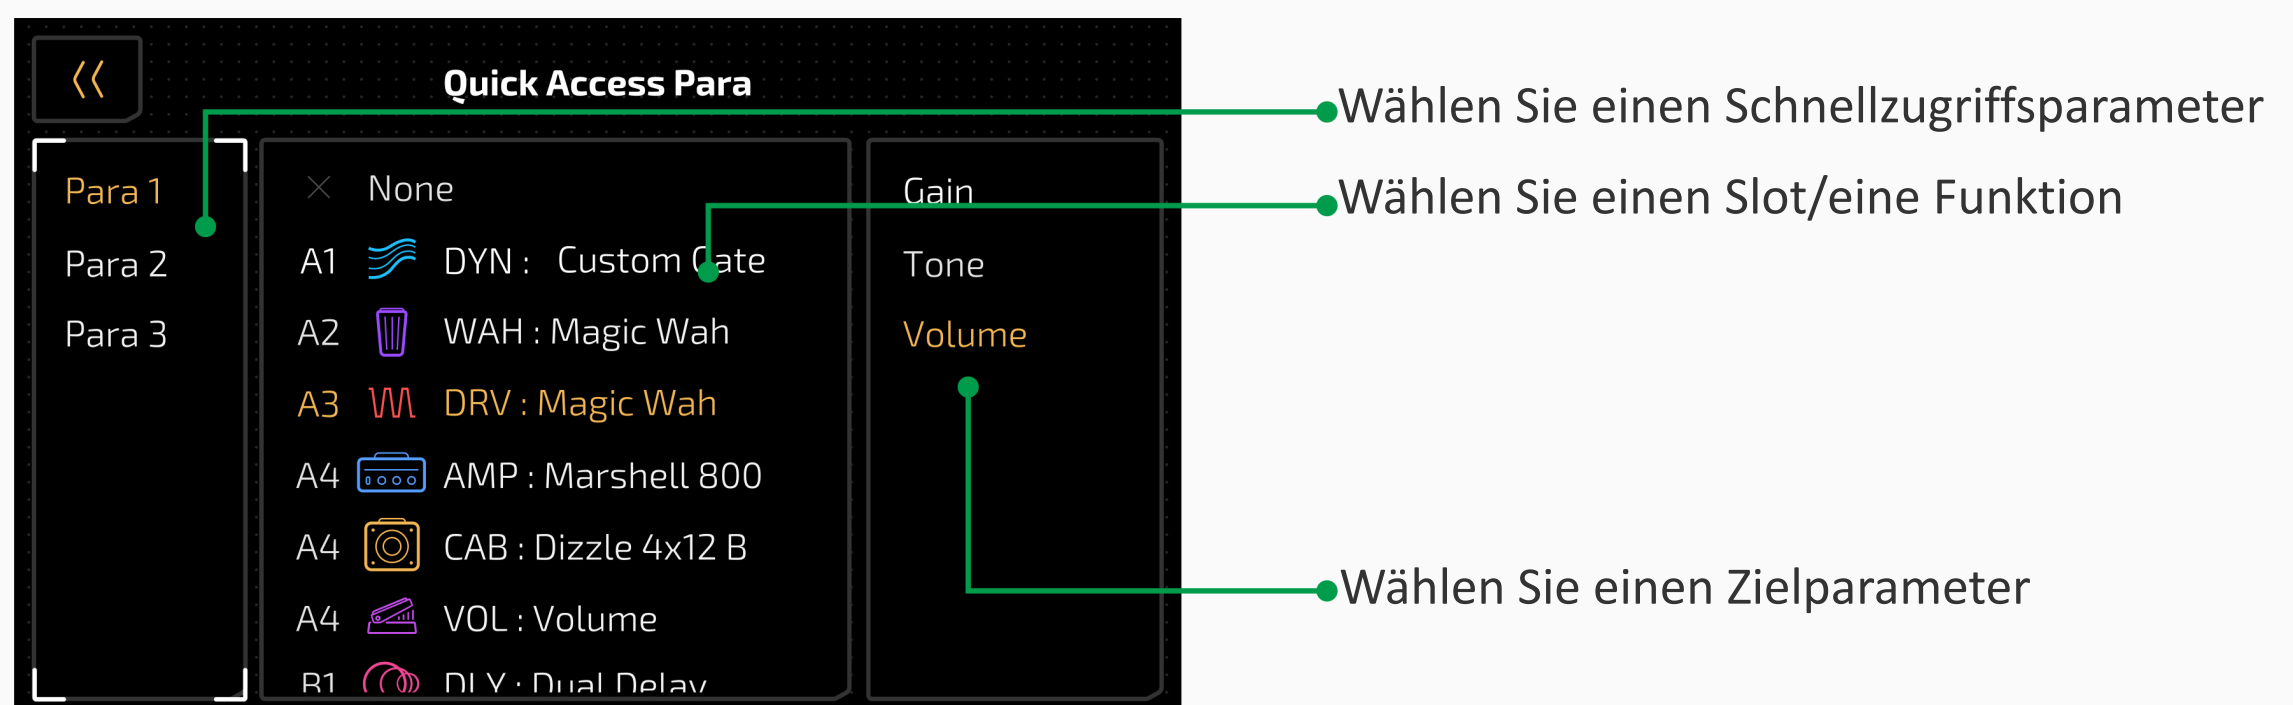 Quick Access Para
Wählen Sie einen Schnellzugriffsparameter
Para 1
Para 2
Para 3
None
A1 DYN : Custom Gate
A2 WAH : Magic Wah
A3 DRV : Magic Wah
A4 AMP : Marshell 800
A4 CAB : Dizzle 4x12 B
A4 VOL : Volume
B1 DLY : Dual Delay
Gain
Tone
Volume
Wählen Sie einen Slot/eine Funktion
Wählen Sie einen Zielparameter